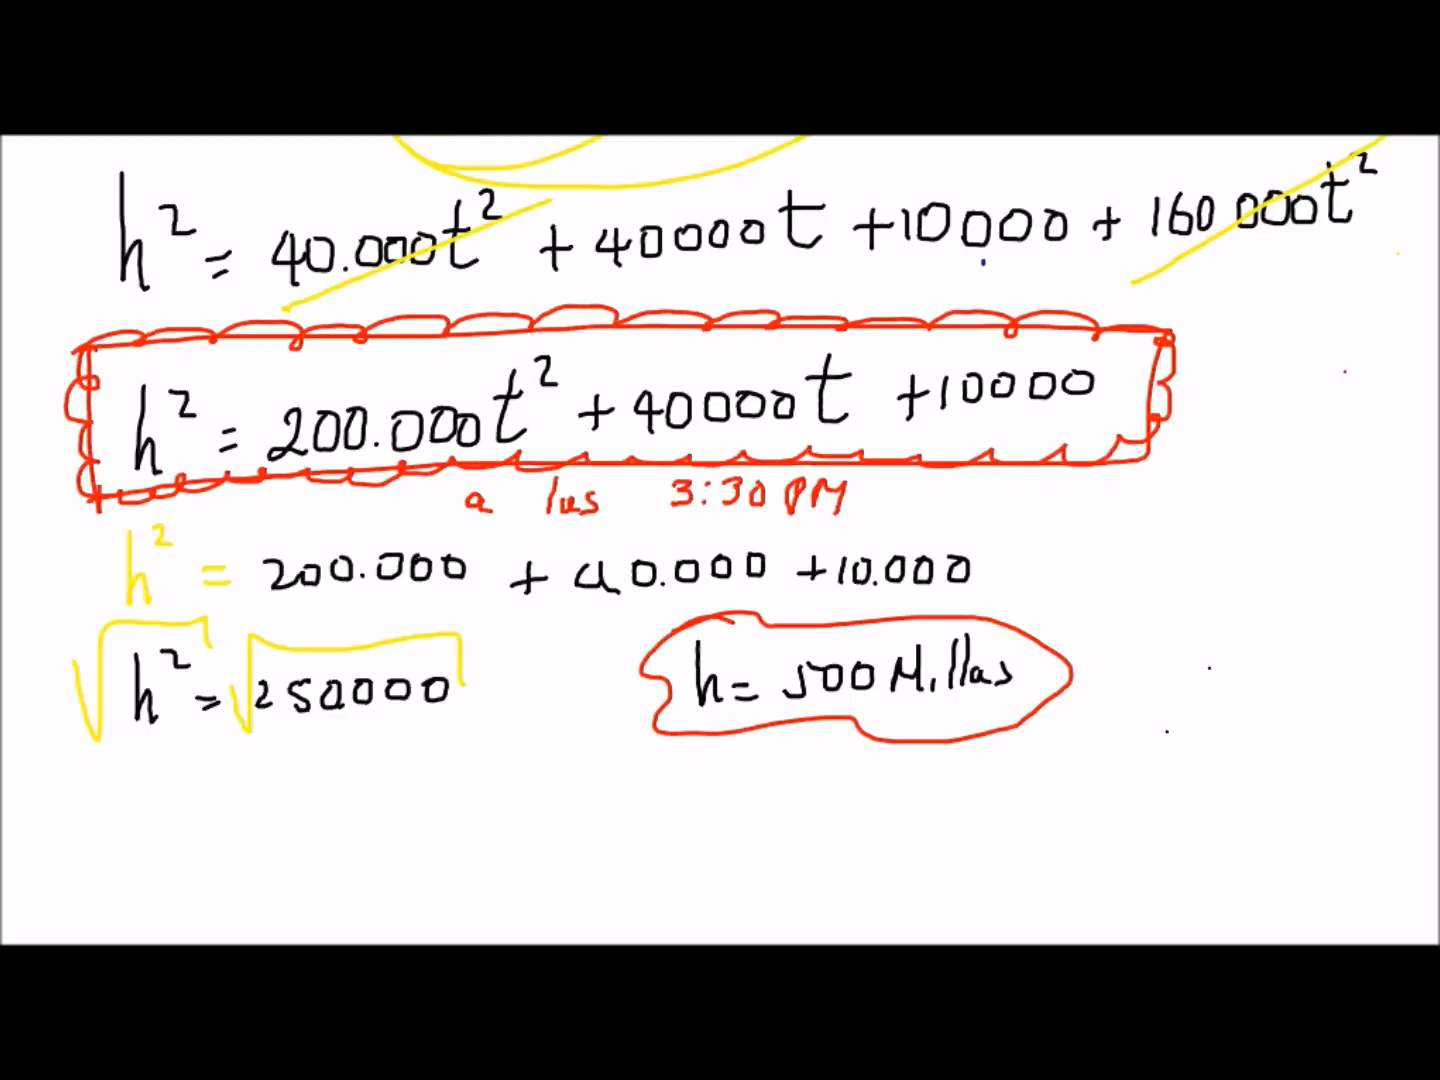 h² = 40.000t² + 40000t + 10000 + 160000t²
h² = 200.000t² + 40000t + 10000
a las 3:30 PM
h² = 200.000 + 40.000 + 10.000
√h² = √250000 h = 500 Millas